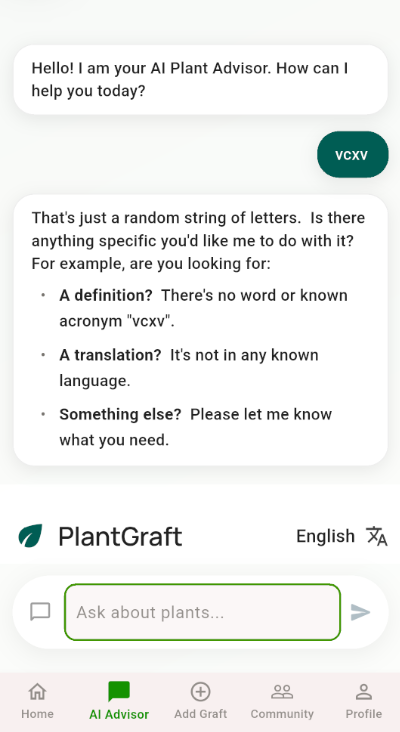 Hello! I am your AI Plant Advisor. How can I
help you today?
vcxv
That's just a random string of letters.  Is there
anything specific you'd like me to do with it?
For example, are you looking for:
• A definition?  There's no word or known
acronym "vcxv".
• A translation?  It's not in any known
language.
• Something else?  Please let me know
what you need.
PlantGraft
English
Ask about plants...
Home
AI Advisor
Add Graft
Community
Profile